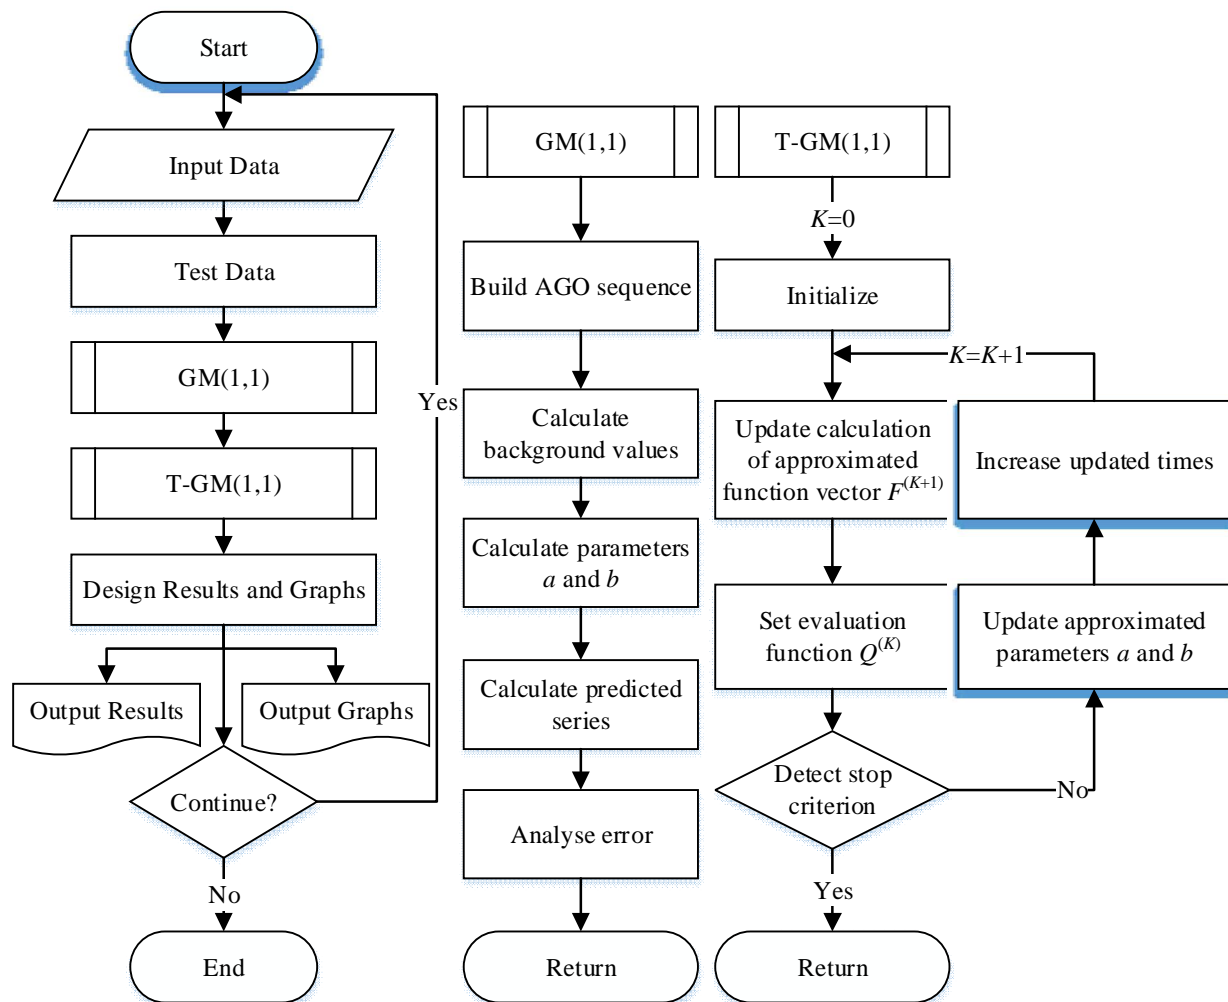 Start
Input Data
Test Data
GM(1,1)
T-GM(1,1)
Design Results and Graphs
Output Results
Output Graphs
Continue?
Yes
No
End
GM(1,1)
Build AGO sequence
Calculate
background values
Calculate parameters
a and b
Calculate predicted
series
Analyse error
Return
T-GM(1,1)
K=0
Initialize
K=K+1
Update calculation
of approximated
function vector F^(K+1)
Set evaluation
function Q^(K)
Detect stop
criterion
No
Update approximated
parameters a and b
Increase updated times
Yes
Return